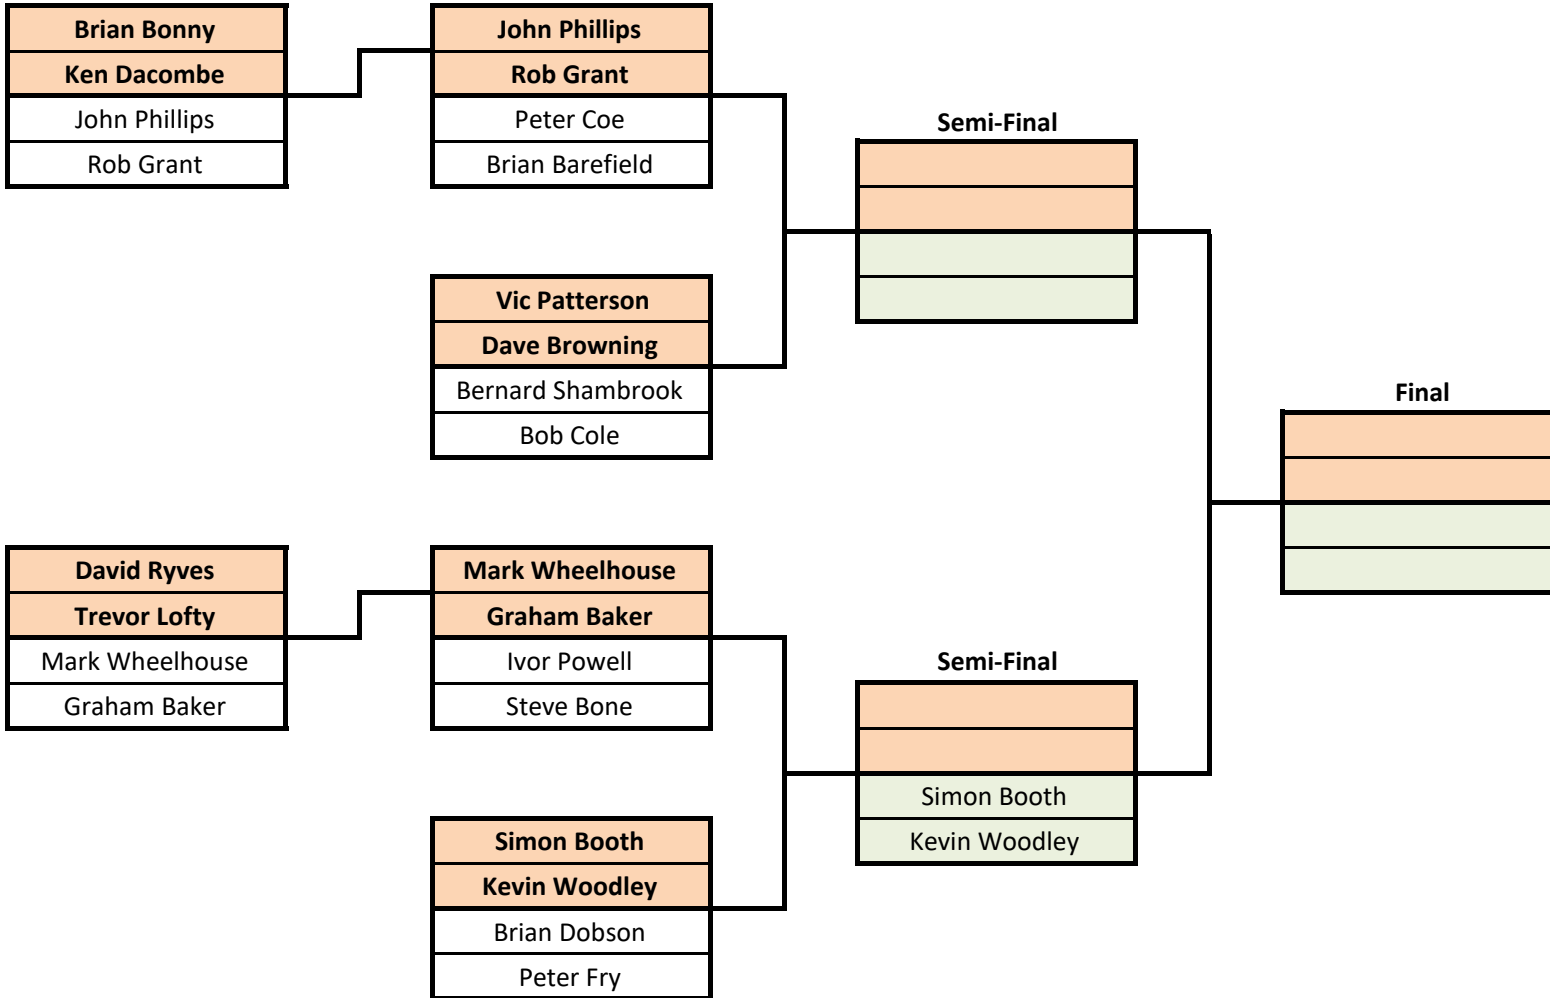 Brian Bonny
Ken Dacombe
John Phillips
Rob Grant
John Phillips
Rob Grant
Peter Coe
Brian Barefield
Vic Patterson
Dave Browning
Bernard Shambrook
Bob Cole
Semi-Final
David Ryves
Trevor Lofty
Mark Wheelhouse
Graham Baker
Mark Wheelhouse
Graham Baker
Ivor Powell
Steve Bone
Simon Booth
Kevin Woodley
Brian Dobson
Peter Fry
Semi-Final
Simon Booth
Kevin Woodley
Final